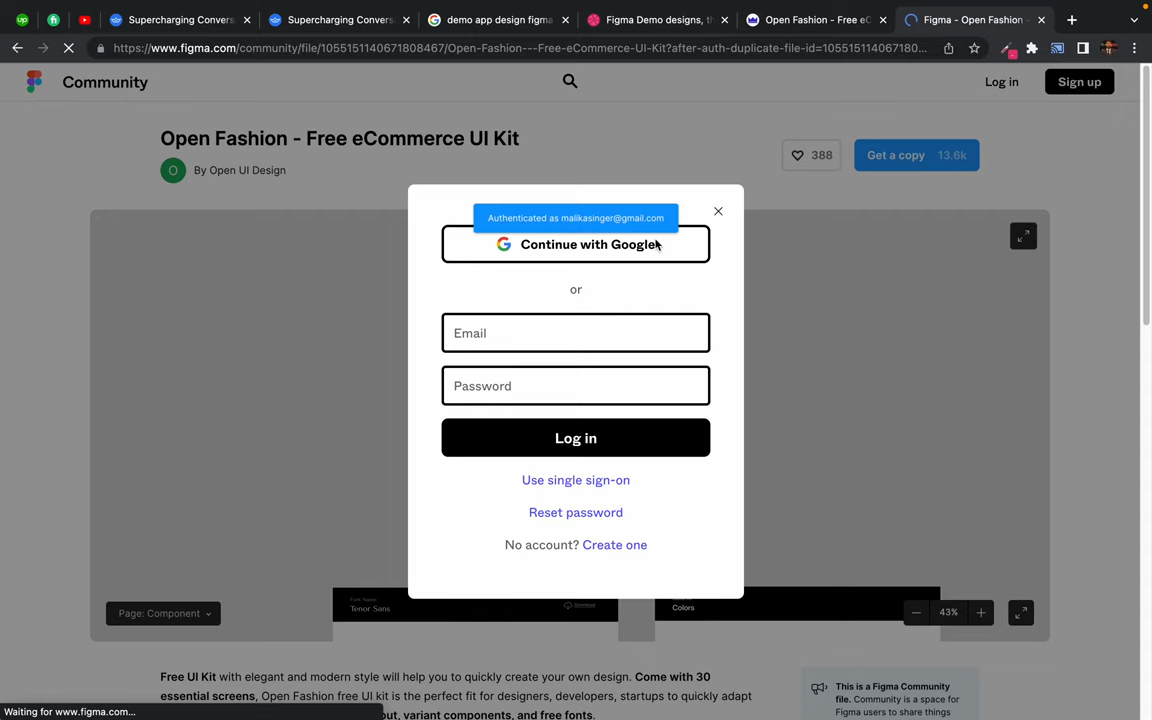 Supercharging Convers
Supercharging Convers
demo app design figma
Figma Demo designs, th
Open Fashion - Free eC
Figma - Open Fashion -
https://www.figma.com/community/file/1055151140671808467/Open-Fashion---Free-eCommerce-UI-Kit?after-auth-duplicate-file-id=105515114067180...
Community
Log in
Sign up
Open Fashion - Free eCommerce UI Kit
By Open UI Design
388
Get a copy 13.6k
Authenticated as malikasinger@gmail.com
Continue with Google
or
Email
Password
Log in
Use single sign-on
Reset password
No account? Create one
Font Name
Tenor Sans
Download
Colors
Page: Component
43%
Free UI Kit with elegant and modern style will help you to quickly create your own design. Come with 30
essential screens, Open Fashion free UI kit is the perfect fit for designers, developers, startups to quickly adapt
out, variant components, and free fonts.
This is a Figma Community
file. Community is a space for
Figma users to share things
Waiting for www.figma.com...